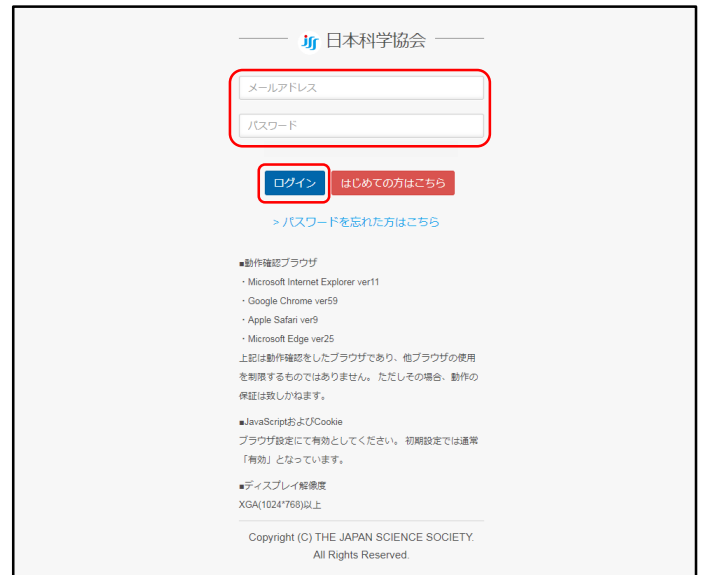 jss 日本科学協会
メールアドレス
パスワード
ログイン はじめての方はこちら
> パスワードを忘れた方はこちら
■動作確認ブラウザ
・Microsoft Internet Explorer ver11
・Google Chrome ver59
・Apple Safari ver9
・Microsoft Edge ver25
上記は動作確認をしたブラウザであり、他ブラウザの使用
を制限するものではありません。 ただしその場合、動作の
保証は致しかねます。
■JavaScriptおよびCookie
ブラウザ設定にて有効としてください。 初期設定では通常
「有効」となっています。
■ディスプレイ解像度
XGA(1024*768)以上
Copyright (C) THE JAPAN SCIENCE SOCIETY.
All Rights Reserved.